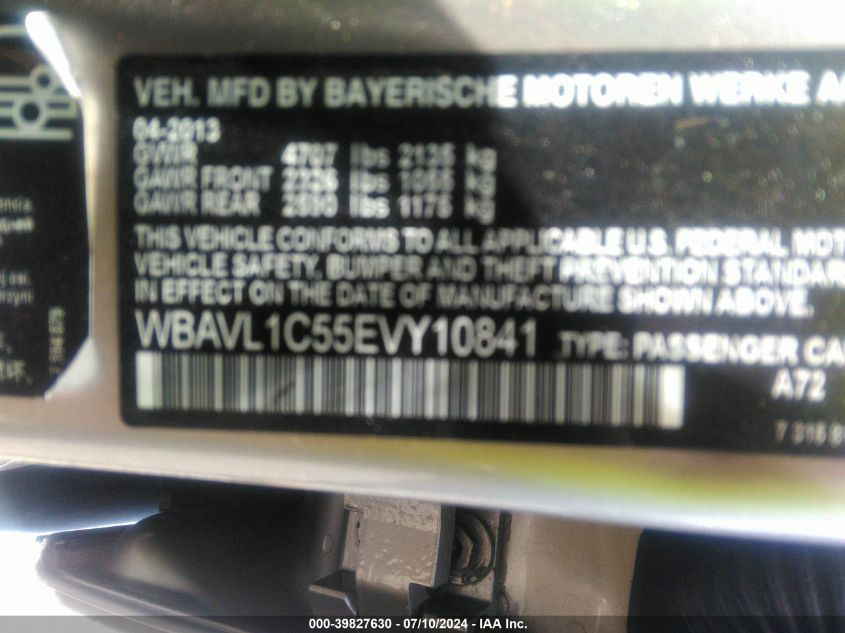 VEH. MFD BY BAYERISCHE MOTOREN WERKE A
04-2013
GVWR 4707 lbs 2135 kg
GAWR FRONT 2326 lbs 1055 kg
GAWR REAR 2590 lbs 1175 kg
THIS VEHICLE CONFORMS TO ALL APPLICABLE U.S. FEDERAL MOT
VEHICLE SAFETY, BUMPER AND THEFT PREVENTION STANDAR
IN EFFECT ON THE DATE OF MANUFACTURE SHOWN ABOVE.
WBAVL1C55EVY10841 TYPE: PASSENGER CA
A72
000-39827630 - 07/10/2024 - IAA Inc.